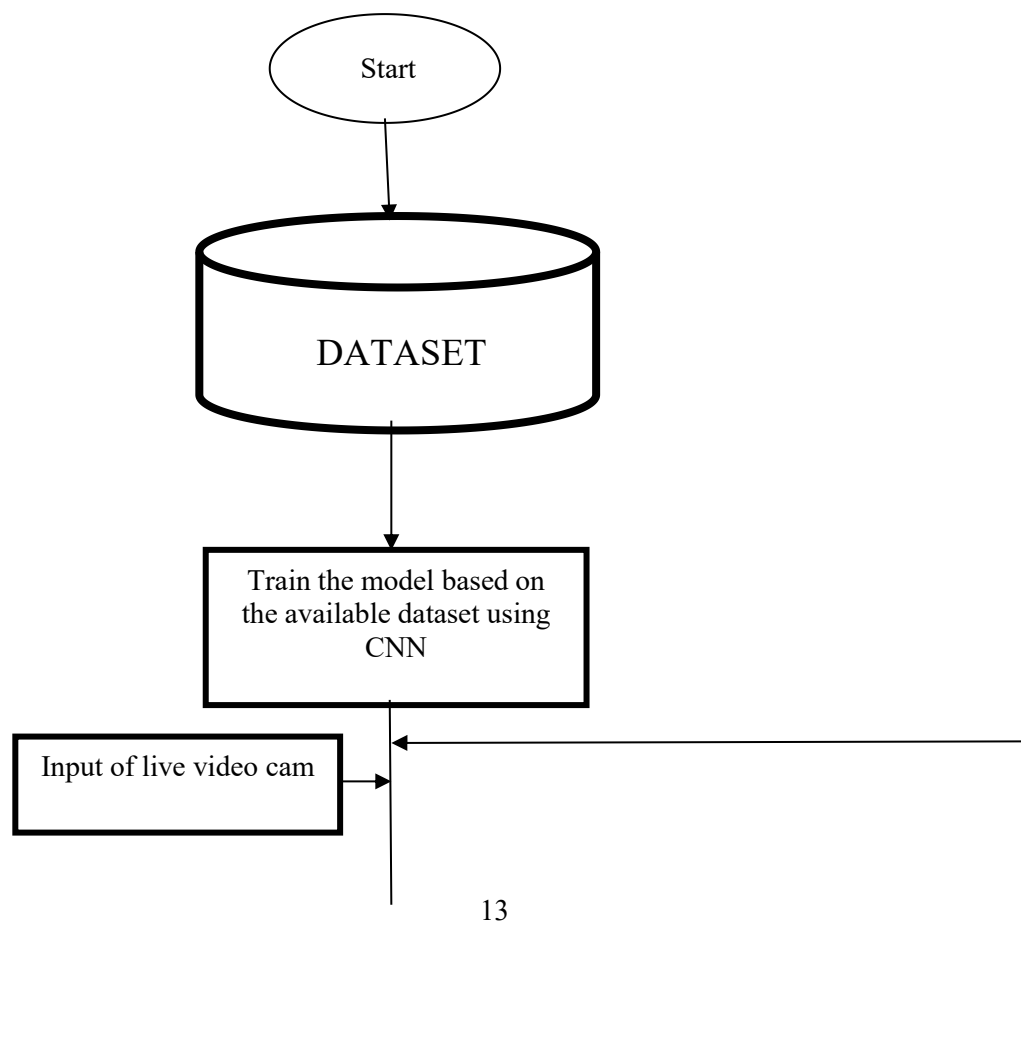 Start
DATASET
Train the model based on
the available dataset using
CNN
Input of live video cam
13